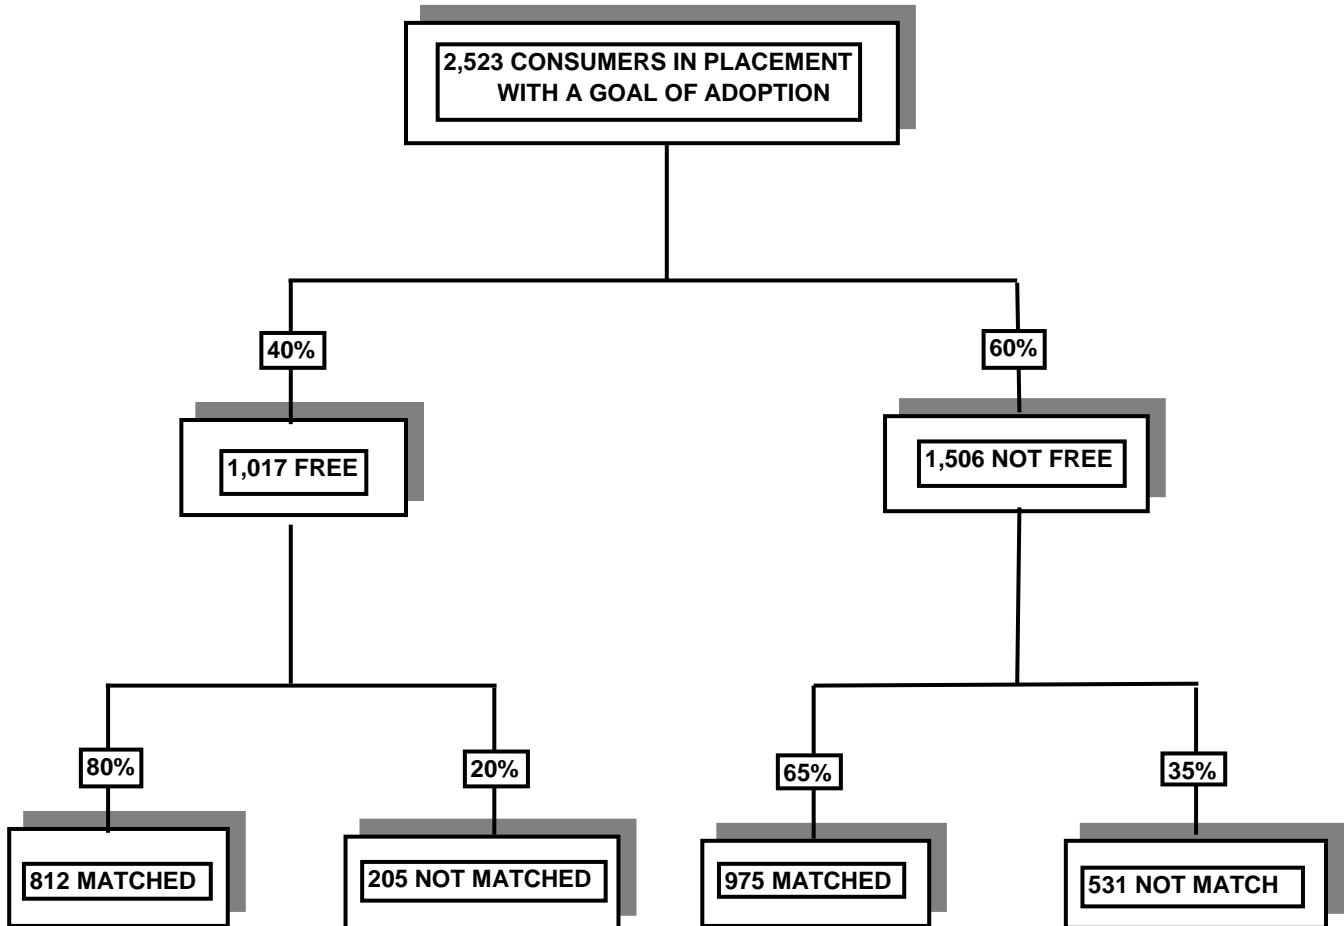 2,523 CONSUMERS IN PLACEMENT
WITH A GOAL OF ADOPTION
40%
60%
1,017 FREE
1,506 NOT FREE
80%
20%
65%
35%
812 MATCHED
205 NOT MATCHED
975 MATCHED
531 NOT MATCH